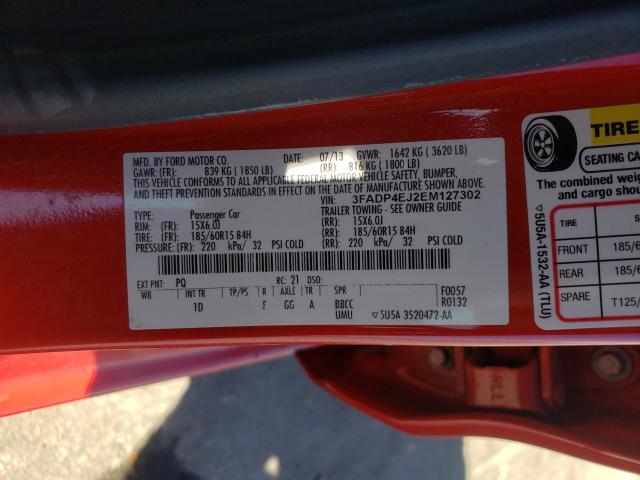 MFD. BY FORD MOTOR CO.
DATE: 07/13 GVWR: 1642 KG ( 3620 LB)
GAWR: (FR): 839 KG ( 1850 LB) (RR): 816 KG ( 1800 LB)
THIS VEHICLE CONFORMS TO ALL APPLICABLE FEDERAL MOTOR VEHICLE SAFETY, BUMPER,
AND THEFT PREVENTION STANDARDS IN EFFECT ON THE DATE OF MANUFACTURE SHOWN ABOVE.
VIN: 3FADP4EJ2EM127302
TYPE: Passenger Car TRAILER TOWING - SEE OWNER GUIDE
RIM: (FR): 15X6.0J (RR): 15X6.0J
TIRE: (FR): 185/60R15 84H (RR): 185/60R15 84H
PRESSURE: (FR): 220 kPa/ 32 PSI COLD (RR): 220 kPa/ 32 PSI COLD
EXT PNT: PQ RC: 21 DSO:
WB INT TR TP/PS R AXLE TR SPR F0057
1D F GG A BBCC R0132
UMU ▽5U5A-3520472-AA
TIRE
SEATING CA
The combined weig
and cargo shou
TIRE S
FRONT 185/6
REAR 185/6
SPARE T125/
▽5U5A-1532-AA (TLU)